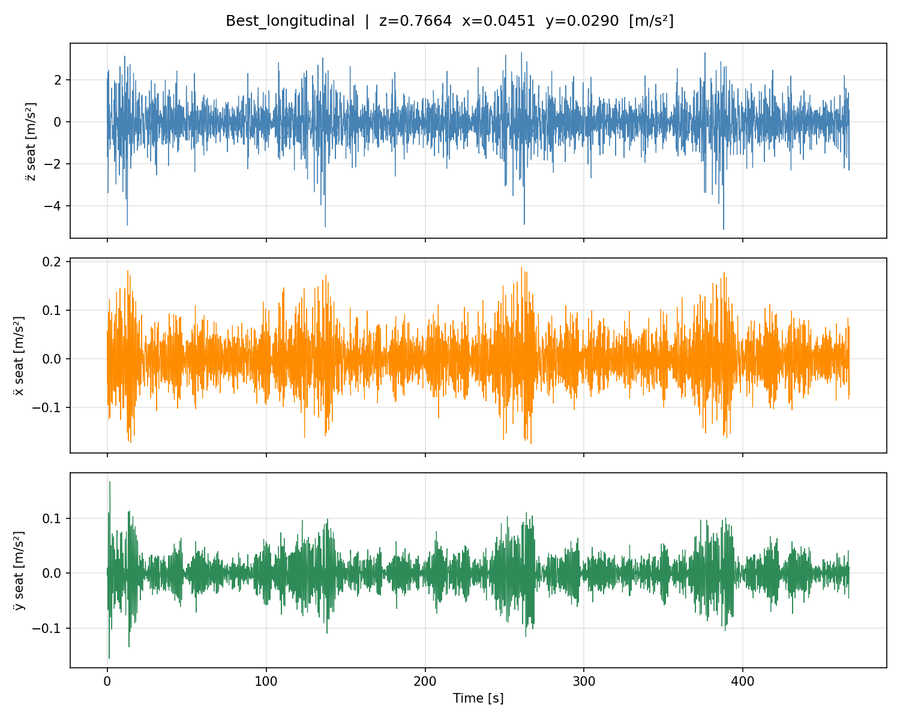 Best_longitudinal | z=0.7664 x=0.0451 y=0.0290 [m/s²]
z̈ seat [m/s²]
2
0
−2
−4
ẍ seat [m/s²]
0.2
0.1
0.0
−0.1
ÿ seat [m/s²]
0.1
0.0
−0.1
0 100 200 300 400
Time [s]